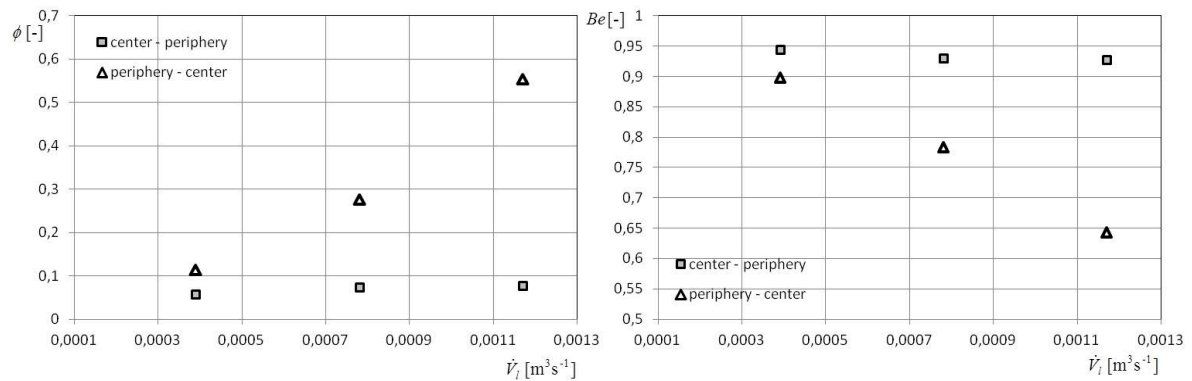 ϕ [-]
0,7
0,6
0,5
0,4
0,3
0,2
0,1
0
center - periphery
periphery - center
0,0001 0,0003 0,0005 0,0007 0,0009 0,0011 0,0013
V̇l [m³s⁻¹]
Be [-]
1
0,95
0,9
0,85
0,8
0,75
0,7
0,65
0,6
0,55
0,5
center - periphery
periphery - center
0,0001 0,0003 0,0005 0,0007 0,0009 0,0011 0,0013
V̇l [m³s⁻¹]